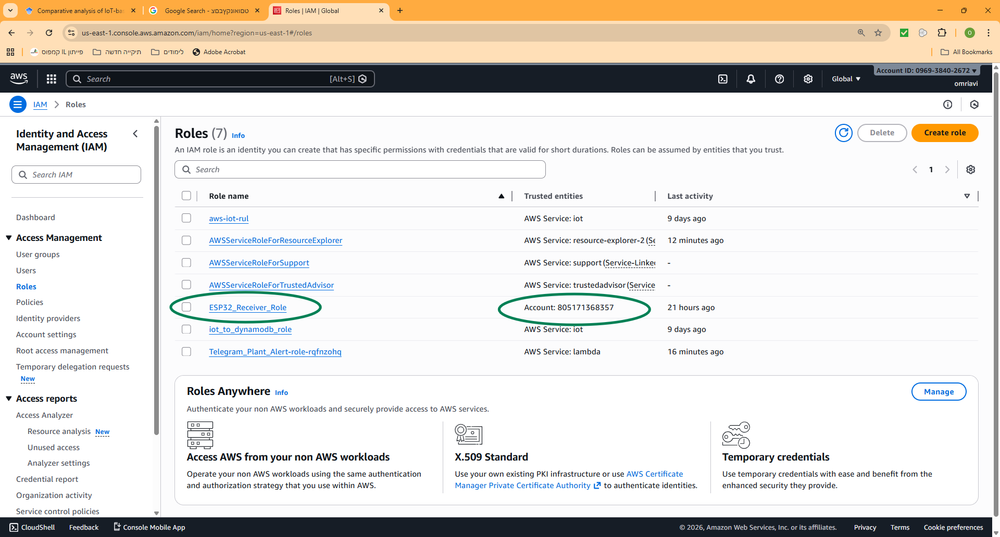 Comparative analysis of IoT-bas
Google Search - צמבקץנוקאווטם
Roles | IAM | Global
us-east-1.console.aws.amazon.com/iam/home?region=us-east-1#/roles
O
קמפוס IL פייתון
תיקייה חדשה
לימודים
Adobe Acrobat
All Bookmarks
aws
Search
[Alt+S]
Global
Account ID: 0969-3840-2672
omriavi
IAM
Roles
Identity and Access
Management (IAM)
Search IAM
Dashboard
Access Management
User groups
Users
Roles
Policies
Identity providers
Account settings
Root access management
Temporary delegation requests
New
Access reports
Access Analyzer
Resource analysis New
Unused access
Analyzer settings
Credential report
Organization activity
Service control policies
Roles (7) Info
Delete
Create role
An IAM role is an identity you can create that has specific permissions with credentials that are valid for short durations. Roles can be assumed by entities that you trust.
Search
1
Role name Trusted entities Last activity
aws-iot-rul AWS Service: iot 9 days ago
AWSServiceRoleForResourceExplorer AWS Service: resource-explorer-2 (Se 12 minutes ago
AWSServiceRoleForSupport AWS Service: support (Service-Linked -
AWSServiceRoleForTrustedAdvisor AWS Service: trustedadvisor (Service -
ESP32_Receiver_Role Account: 805171368357 21 hours ago
iot_to_dynamodb_role AWS Service: iot 9 days ago
Telegram_Plant_Alert-role-rqfnzohq AWS Service: lambda 16 minutes ago
Roles Anywhere Info
Manage
Authenticate your non AWS workloads and securely provide access to AWS services.
Access AWS from your non AWS workloads
Operate your non AWS workloads using the same authentication
and authorization strategy that you use within AWS.
X.509 Standard
Use your own existing PKI infrastructure or use AWS Certificate
Manager Private Certificate Authority to authenticate identities.
Temporary credentials
Use temporary credentials with ease and benefit from the
enhanced security they provide.
CloudShell
Feedback
Console Mobile App
© 2026, Amazon Web Services, Inc. or its affiliates.
Privacy
Terms
Cookie preferences